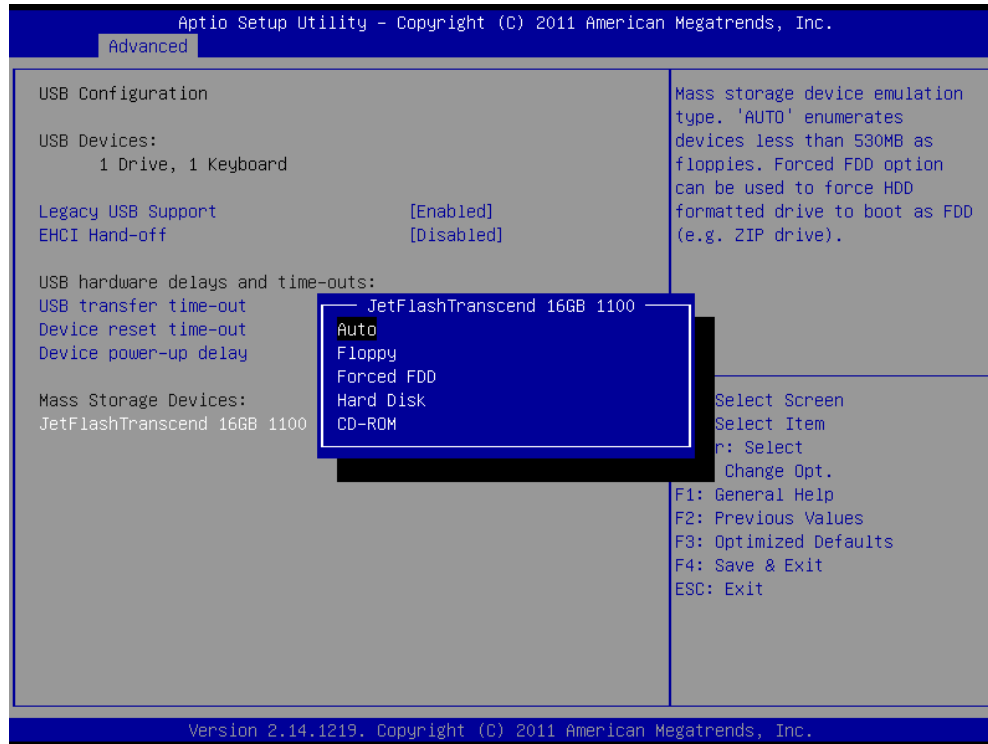 Aptio Setup Utility – Copyright (C) 2011 American Megatrends, Inc.
Advanced
USB Configuration
USB Devices:
1 Drive, 1 Keyboard
Legacy USB Support [Enabled]
EHCI Hand-off [Disabled]
USB hardware delays and time-outs:
USB transfer time-out
Device reset time-out
Device power-up delay
Mass Storage Devices:
JetFlashTranscend 16GB 1100
JetFlashTranscend 16GB 1100
Auto
Floppy
Forced FDD
Hard Disk
CD-ROM
Mass storage device emulation
type. 'AUTO' enumerates
devices less than 530MB as
floppies. Forced FDD option
can be used to force HDD
formatted drive to boot as FDD
(e.g. ZIP drive).
Select Screen
Select Item
r: Select
Change Opt.
F1: General Help
F2: Previous Values
F3: Optimized Defaults
F4: Save & Exit
ESC: Exit
Version 2.14.1219. Copyright (C) 2011 American Megatrends, Inc.